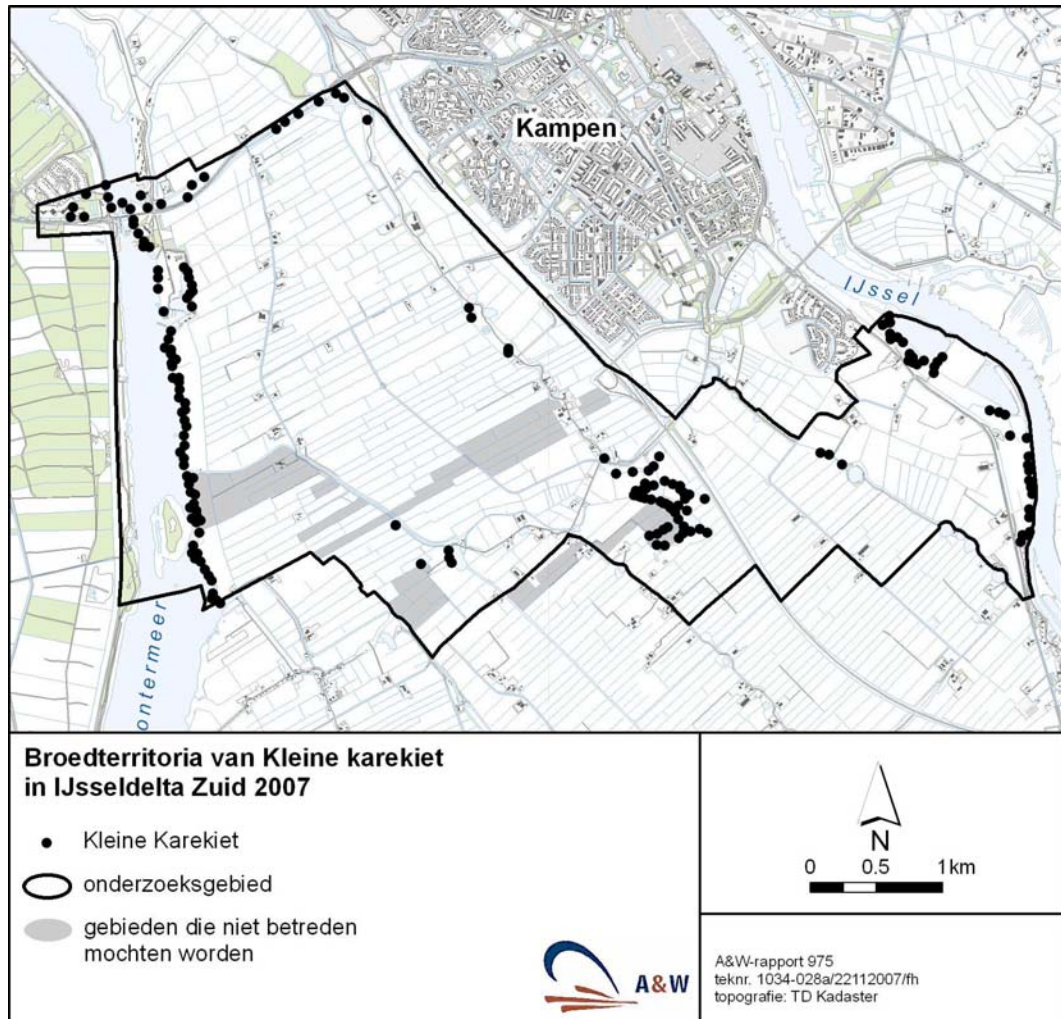 Kampen
IJssel
ontermeer
Broedterritoria van Kleine karekiet
in IJsseldelta Zuid 2007
Kleine Karekiet
onderzoeksgebied
gebieden die niet betreden
mochten worden
A&W
N
0 0.5 1km
A&W-rapport 975
teknr. 1034-028a/22112007/fh
topografie: TD Kadaster